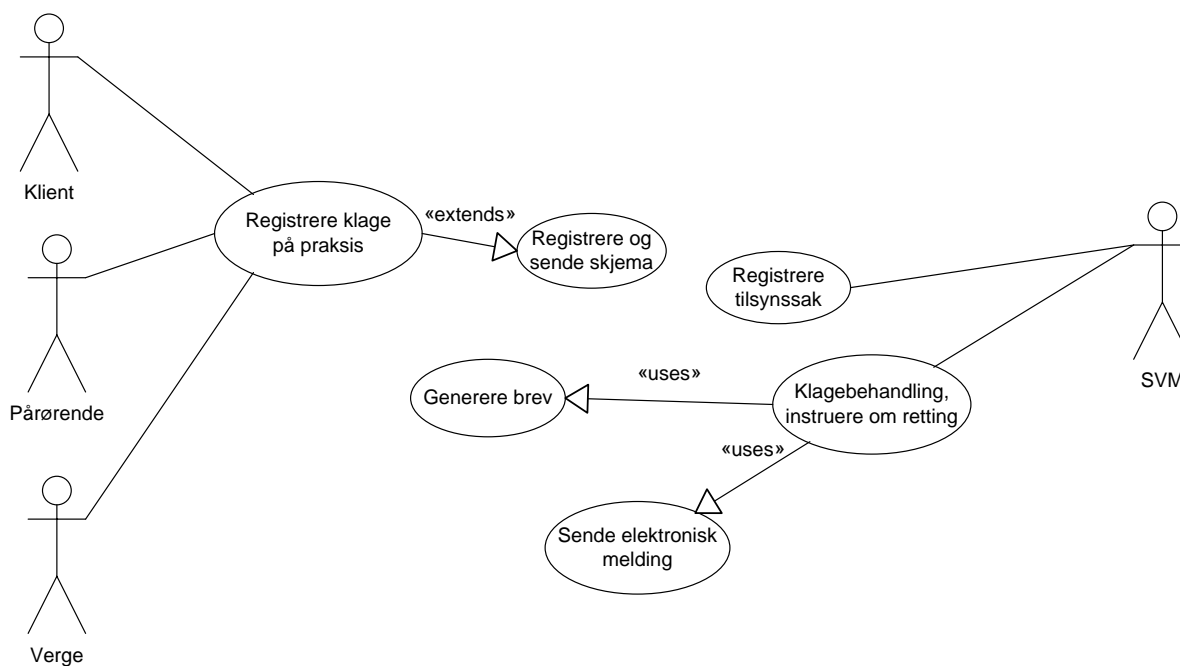 Klient
Registrere klage
på praksis
«extends»
Registrere og
sende skjema
Registrere
tilsynssak
Pårørende
SVM
«uses»
Generere brev
Klagebehandling,
instruere om retting
«uses»
Sende elektronisk
melding
Verge